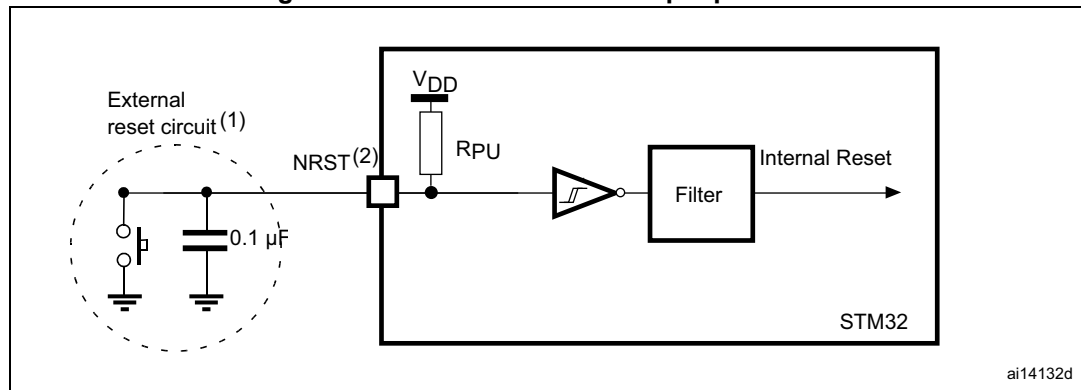 External
reset circuit(1)
NRST(2)
VDD
RPU
0.1 µF
Filter
Internal Reset
STM32
ai14132d